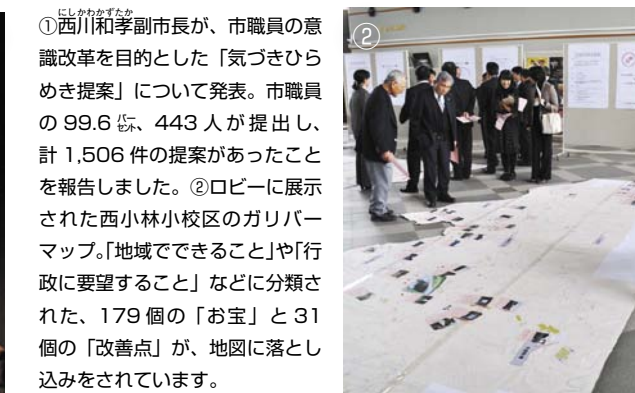 にしかわかずたか
①西川和孝副市長が、市職員の意
識改革を目的とした「気づきひら
めき提案」について発表。市職員
の 99.6 ㌫、443 人が提出し、
計 1,506 件の提案があったこと
を報告しました。②ロビーに展示
された西小林小校区のガリバー
マップ。「地域でできること」や「行
政に要望すること」などに分類さ
れた、179 個の「お宝」と 31
個の「改善点」が、地図に落とし
込みをされています。
②